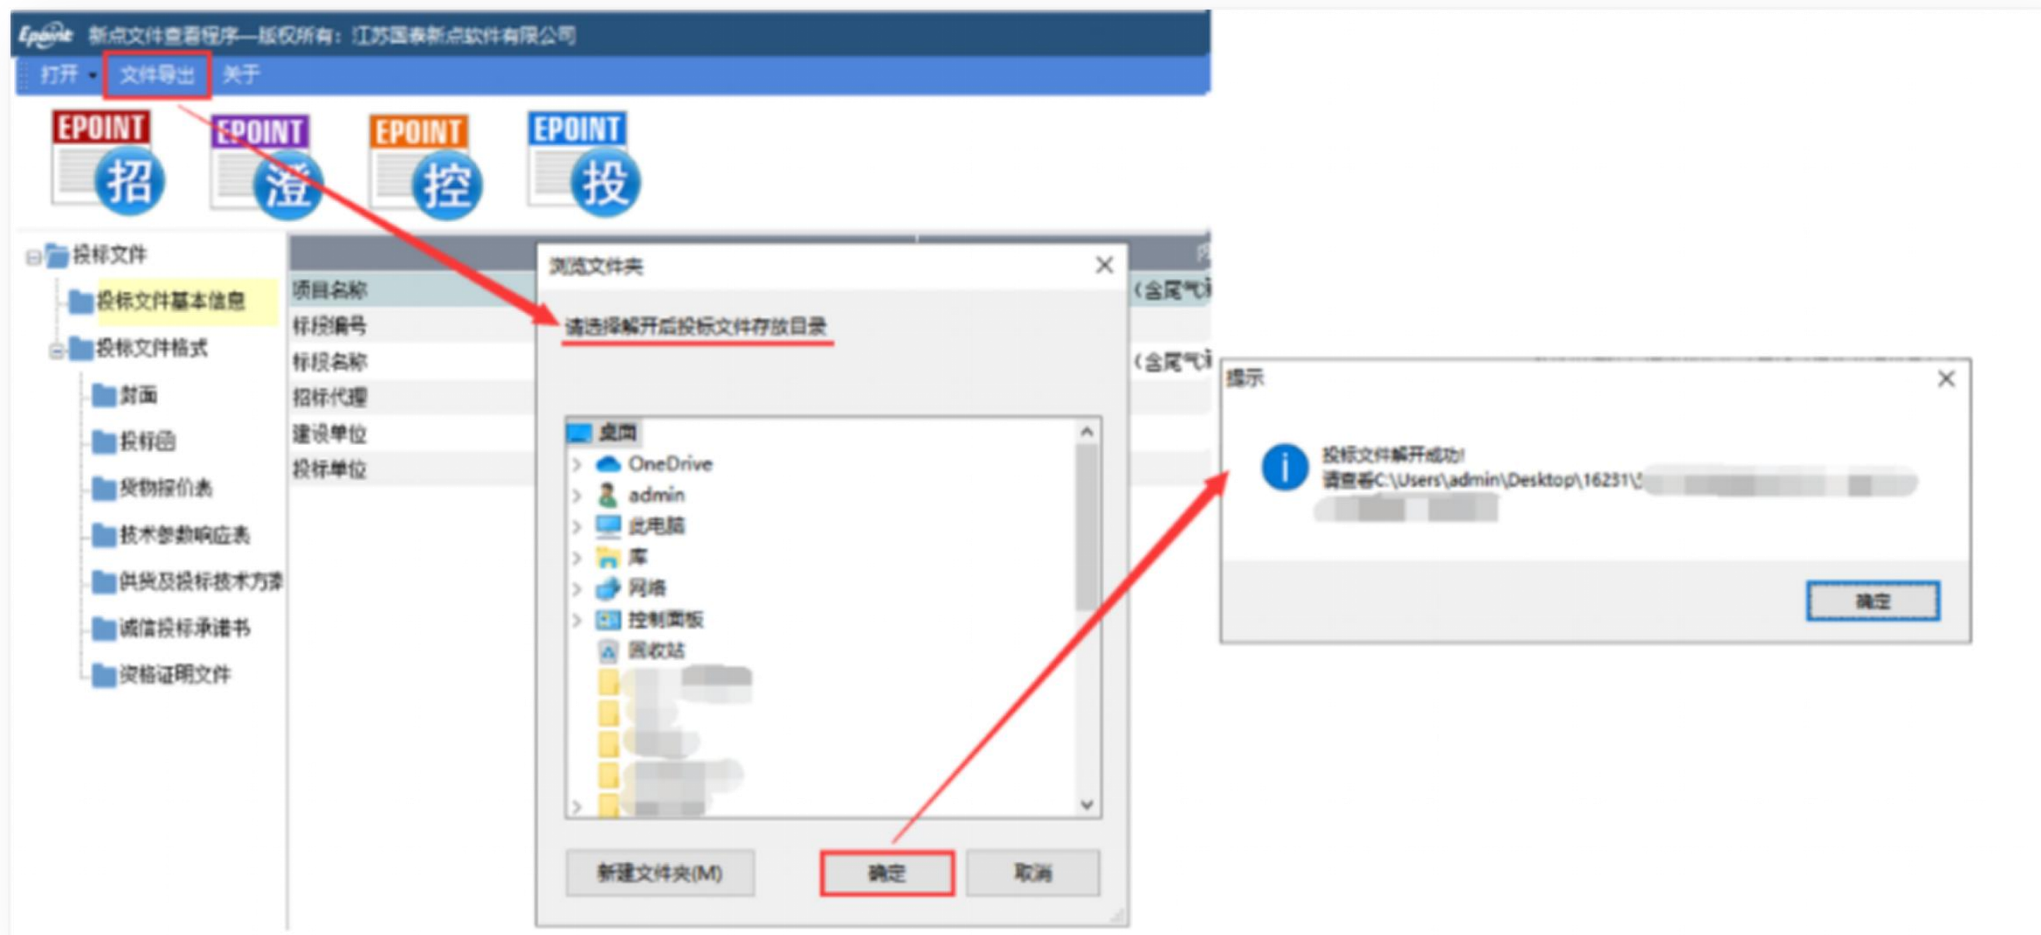 Epoint 新点文件查看程序—版权所有：江苏国泰新点软件有限公司
打开 文件导出 关于
EPOINT 招
EPOINT 澄
EPOINT 控
EPOINT 投
投标文件
投标文件基本信息
投标文件格式
封面
投标函
货物报价表
技术参数响应表
供货及投标技术方案
诚信投标承诺书
资格证明文件
项目名称
标段编号
标段名称
招标代理
建设单位
投标单位
（含尾气
（含尾气
浏览文件夹
请选择解开后投标文件存放目录
桌面
OneDrive
admin
此电脑
库
网络
控制面板
回收站
新建文件夹(M) 确定 取消
提示
投标文件解开成功!
请查看C:\Users\admin\Desktop\16231\
确定